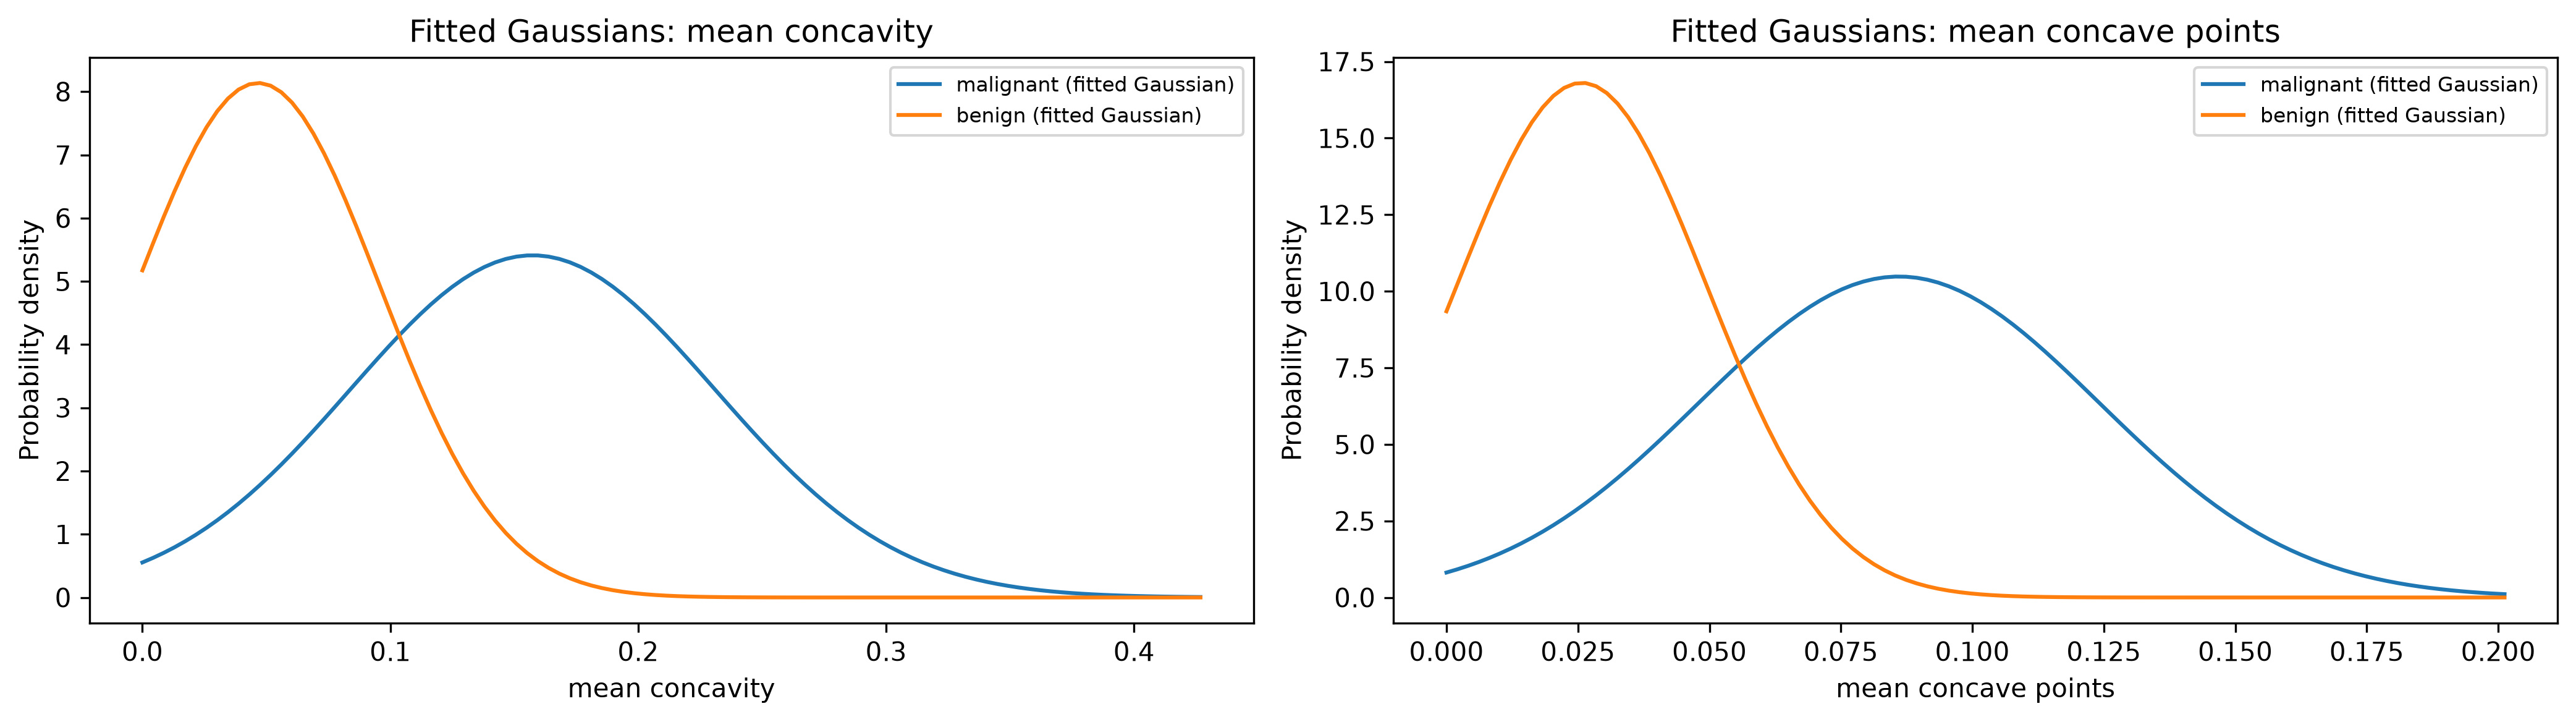 Fitted Gaussians: mean concavity
malignant (fitted Gaussian)
benign (fitted Gaussian)
Probability density
8
7
6
5
4
3
2
1
0
0.0 0.1 0.2 0.3 0.4
mean concavity
Fitted Gaussians: mean concave points
malignant (fitted Gaussian)
benign (fitted Gaussian)
Probability density
17.5
15.0
12.5
10.0
7.5
5.0
2.5
0.0
0.000 0.025 0.050 0.075 0.100 0.125 0.150 0.175 0.200
mean concave points